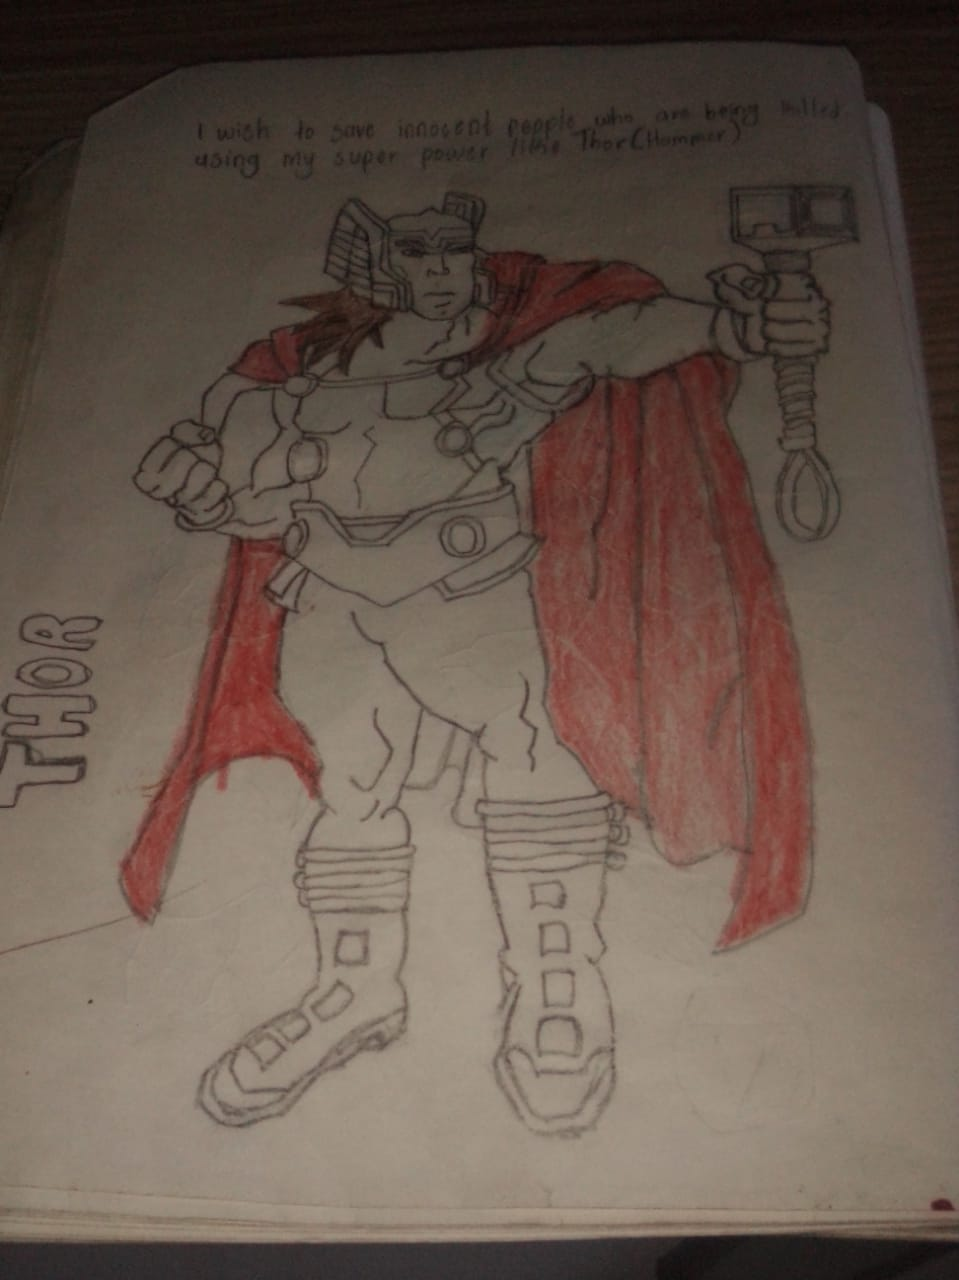 I wish to save innocent people who are being killed
using my super power like Thor (Hammer)
THOR